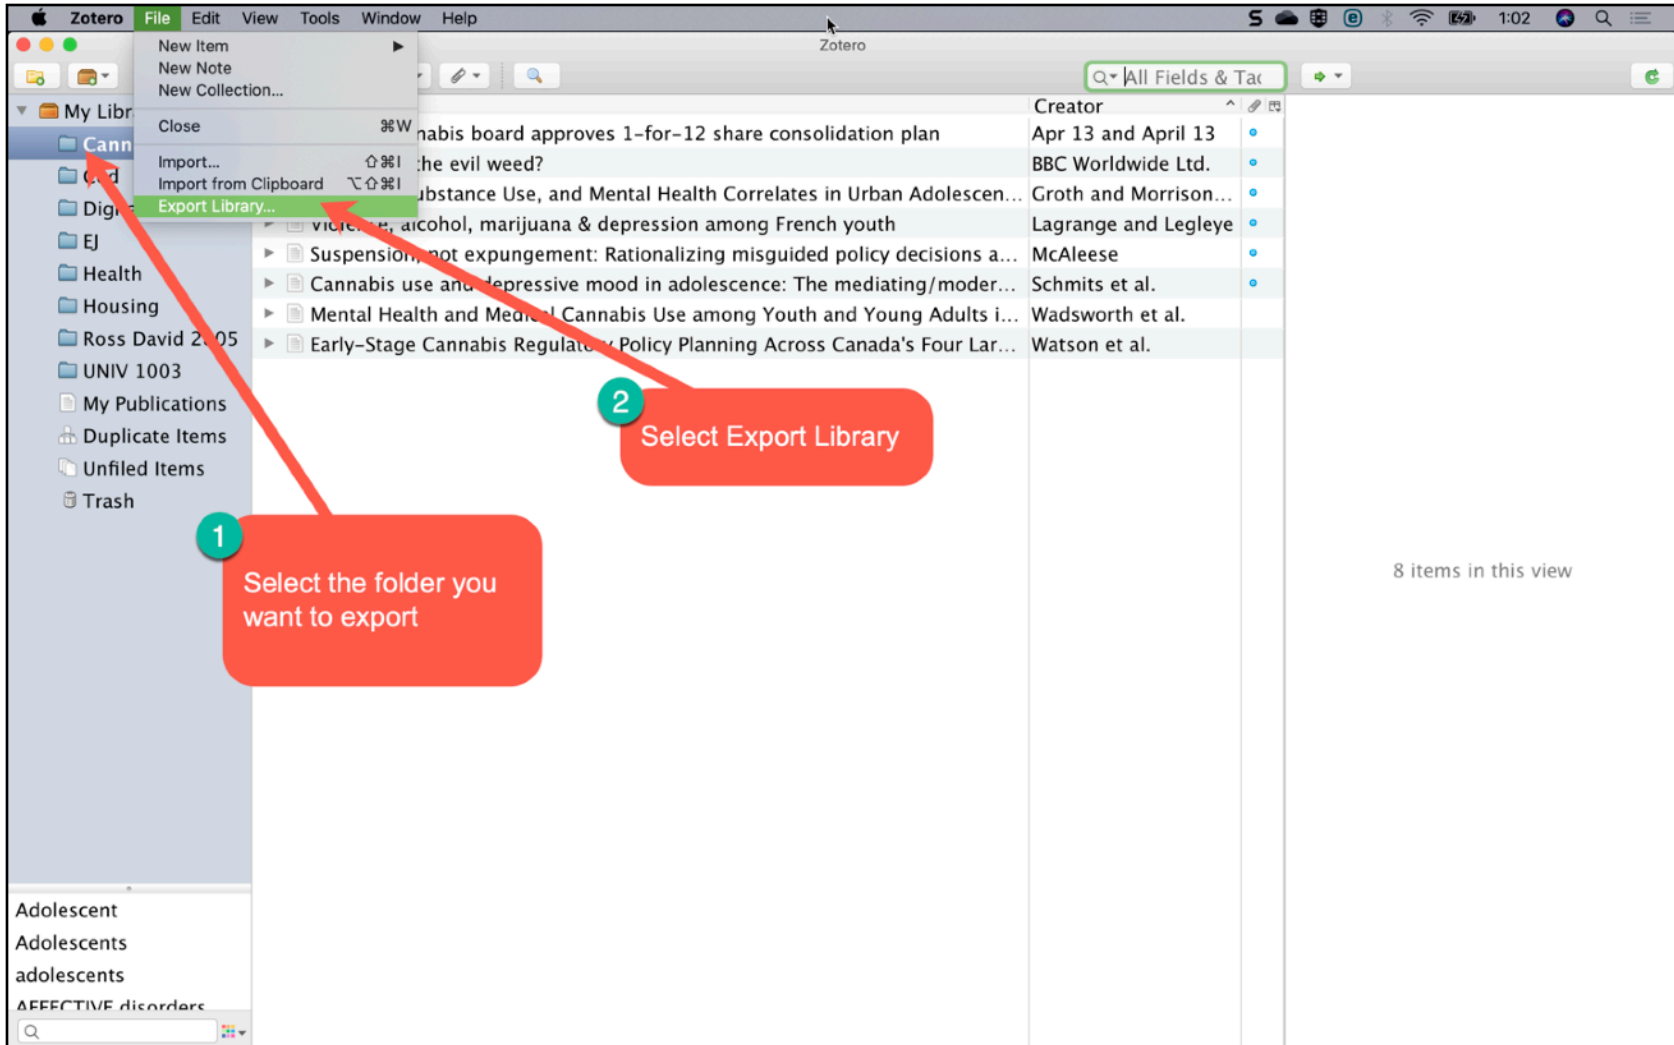 Zotero File Edit View Tools Window Help 1:02
Zotero
New Item
New Note
New Collection...
Close ⌘W
Import... ⇧⌘I
Import from Clipboard ⌥⇧⌘I
Export Library...
All Fields & Tag
My Libr
Cann
Digi
EJ
Health
Housing
Ross David 2005
UNIV 1003
My Publications
Duplicate Items
Unfiled Items
Trash
Creator
nabis board approves 1-for-12 share consolidation plan Apr 13 and April 13
the evil weed? BBC Worldwide Ltd.
ubstance Use, and Mental Health Correlates in Urban Adolescen... Groth and Morrison...
Violence, alcohol, marijuana & depression among French youth Lagrange and Legleye
Suspension, not expungement: Rationalizing misguided policy decisions a... McAleese
Cannabis use and depressive mood in adolescence: The mediating/moder... Schmits et al.
Mental Health and Medical Cannabis Use among Youth and Young Adults i... Wadsworth et al.
Early-Stage Cannabis Regulatory Policy Planning Across Canada's Four Lar... Watson et al.
2
Select Export Library
1
Select the folder you
want to export
8 items in this view
Adolescent
Adolescents
adolescents
AFFECTIVE disorders